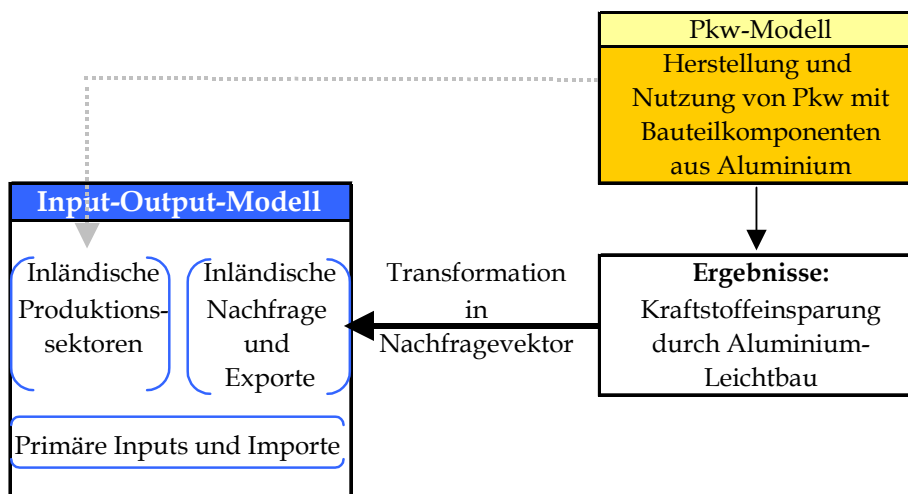 Pkw-Modell
Herstellung und
Nutzung von Pkw mit
Bauteilkomponenten
aus Aluminium
Input-Output-Modell
Inländische
Produktions-
sektoren
Inländische
Nachfrage
und
Exporte
Primäre Inputs und Importe
Transformation
in
Nachfragevektor
Ergebnisse:
Kraftstoffeinsparung
durch Aluminium-
Leichtbau